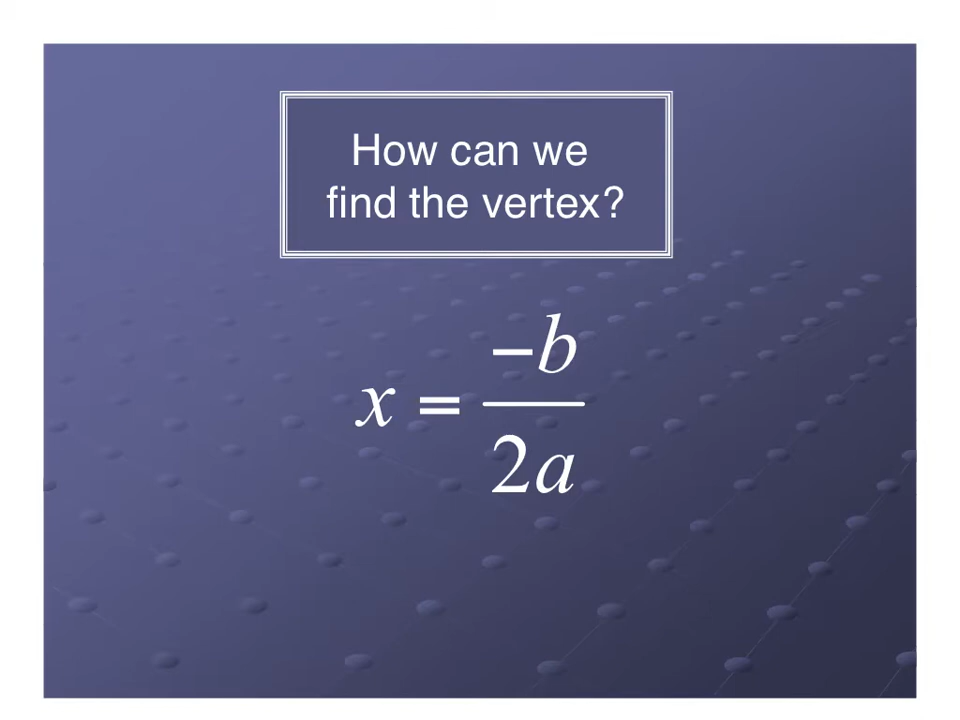 How can we
find the vertex?
x = −b / 2a